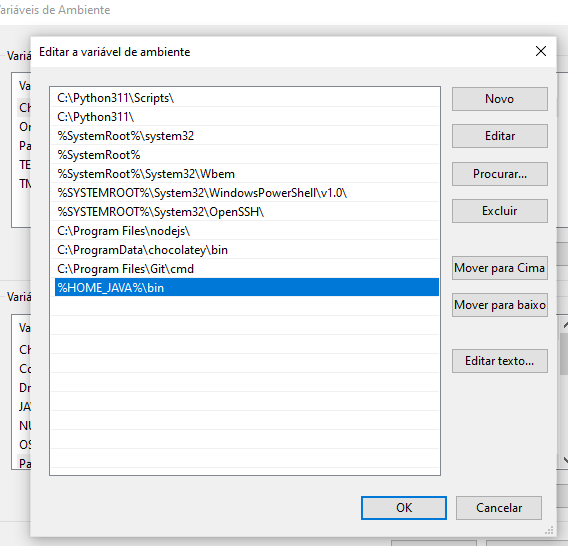 Variáveis de Ambiente
Editar a variável de ambiente
C:\Python311\Scripts\
C:\Python311\
%SystemRoot%\system32
%SystemRoot%
%SystemRoot%\System32\Wbem
%SYSTEMROOT%\System32\WindowsPowerShell\v1.0\
%SYSTEMROOT%\System32\OpenSSH\
C:\Program Files\nodejs\
C:\ProgramData\chocolatey\bin
C:\Program Files\Git\cmd
%HOME_JAVA%\bin
Novo
Editar
Procurar...
Excluir
Mover para Cima
Mover para baixo
Editar texto...
OK
Cancelar
Variá
Va
Ch
On
Pa
TE
TM
Variá
Va
Ch
Co
Dr
JA
NU
OS
Pa